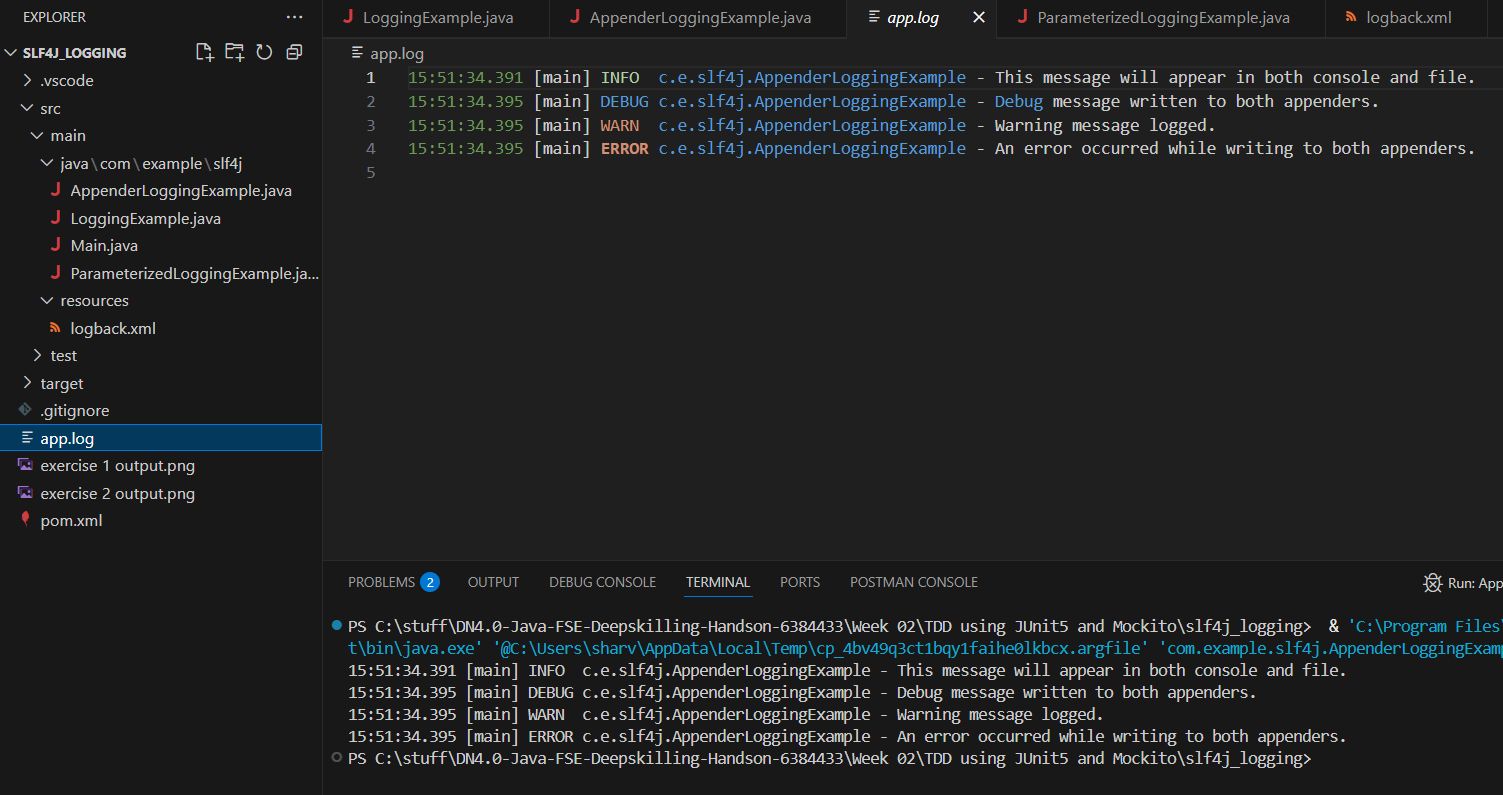 EXPLORER
SLF4J_LOGGING
.vscode
src
main
java\com\example\slf4j
AppenderLoggingExample.java
LoggingExample.java
Main.java
ParameterizedLoggingExample.ja...
resources
logback.xml
test
target
.gitignore
app.log
exercise 1 output.png
exercise 2 output.png
pom.xml
LoggingExample.java AppenderLoggingExample.java app.log ParameterizedLoggingExample.java logback.xml
app.log
1 15:51:34.391 [main] INFO  c.e.slf4j.AppenderLoggingExample - This message will appear in both console and file.
2 15:51:34.395 [main] DEBUG c.e.slf4j.AppenderLoggingExample - Debug message written to both appenders.
3 15:51:34.395 [main] WARN  c.e.slf4j.AppenderLoggingExample - Warning message logged.
4 15:51:34.395 [main] ERROR c.e.slf4j.AppenderLoggingExample - An error occurred while writing to both appenders.
5
PROBLEMS 2 OUTPUT DEBUG CONSOLE TERMINAL PORTS POSTMAN CONSOLE
Run: App
PS C:\stuff\DN4.0-Java-FSE-Deepskilling-Handson-6384433\Week 02\TDD using JUnit5 and Mockito\slf4j_logging>  & 'C:\Program Files\
t\bin\java.exe' '@C:\Users\sharv\AppData\Local\Temp\cp_4bv49q3ct1bqy1faihe0lkbcx.argfile' 'com.example.slf4j.AppenderLoggingExamp
15:51:34.391 [main] INFO  c.e.slf4j.AppenderLoggingExample - This message will appear in both console and file.
15:51:34.395 [main] DEBUG c.e.slf4j.AppenderLoggingExample - Debug message written to both appenders.
15:51:34.395 [main] WARN  c.e.slf4j.AppenderLoggingExample - Warning message logged.
15:51:34.395 [main] ERROR c.e.slf4j.AppenderLoggingExample - An error occurred while writing to both appenders.
PS C:\stuff\DN4.0-Java-FSE-Deepskilling-Handson-6384433\Week 02\TDD using JUnit5 and Mockito\slf4j_logging>